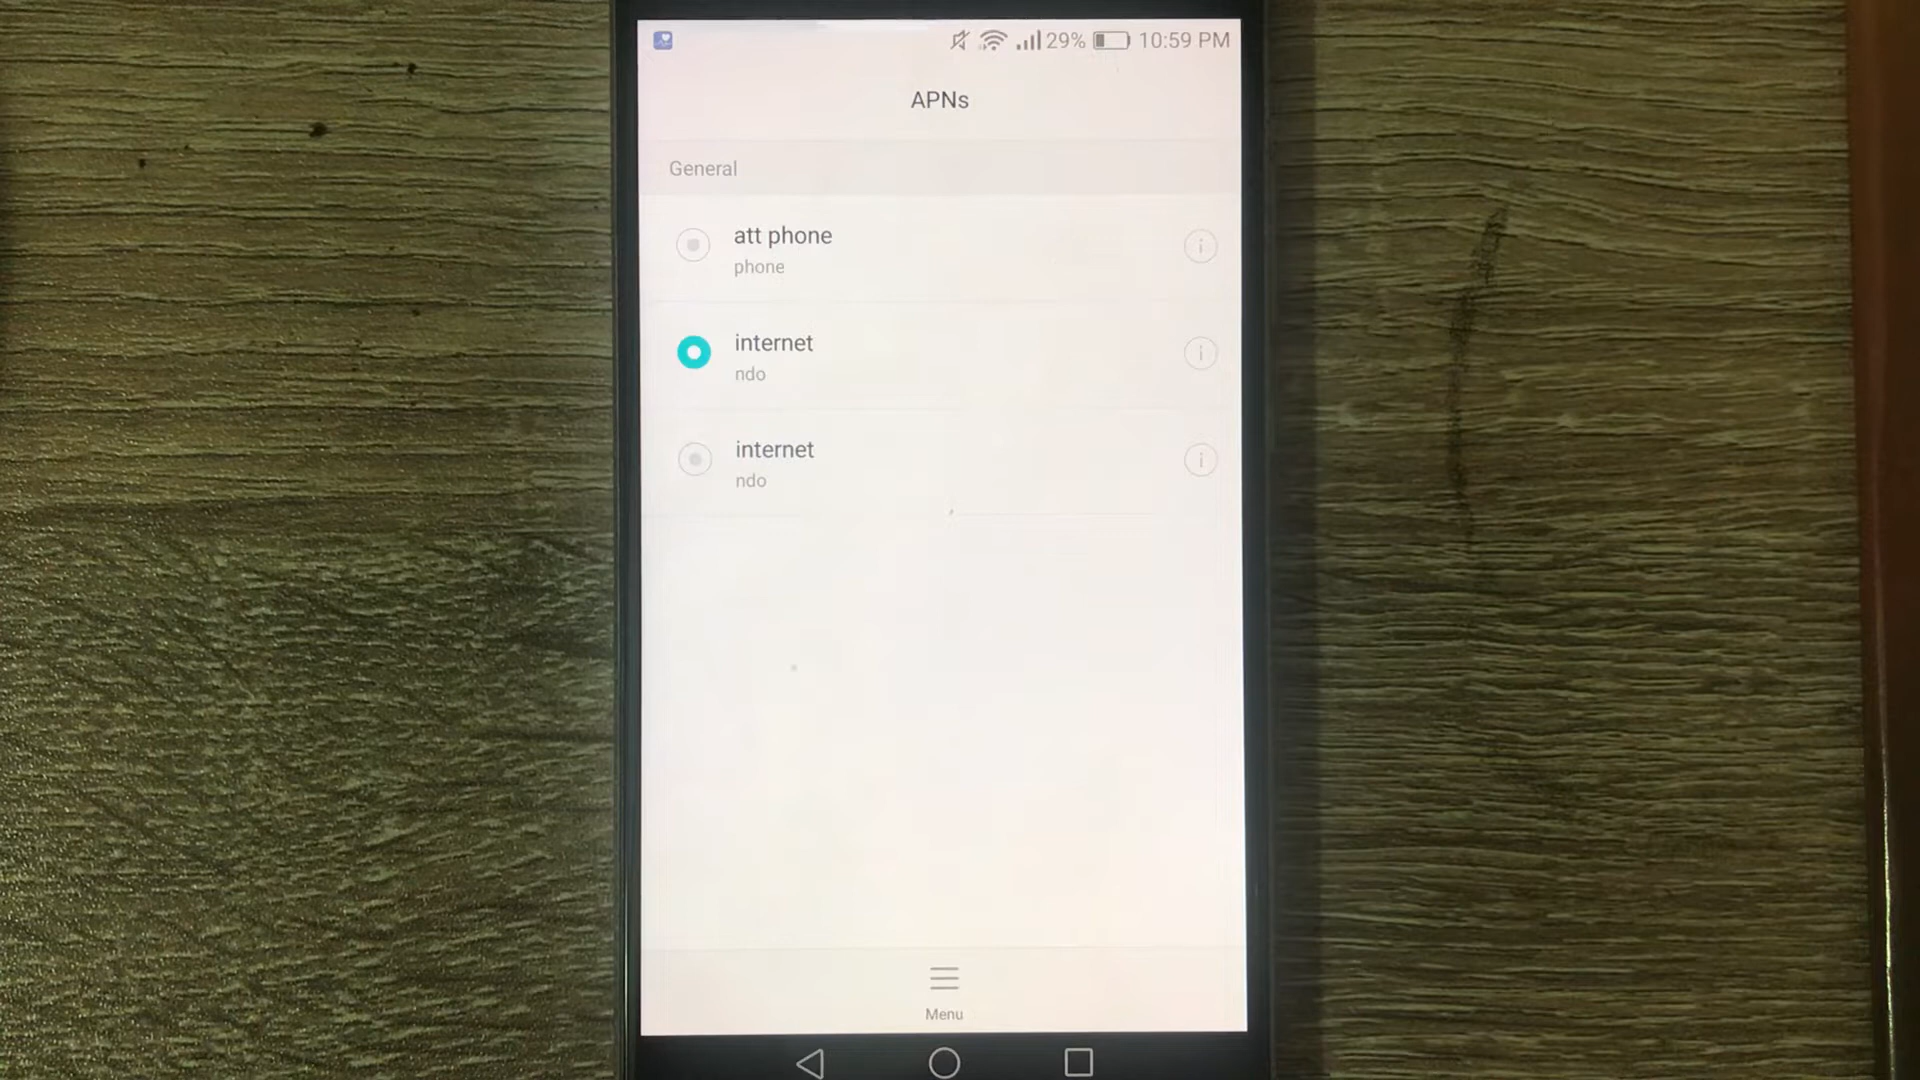 29% 10:59 PM
APNs
General
att phone
phone
internet
ndo
internet
ndo
Menu